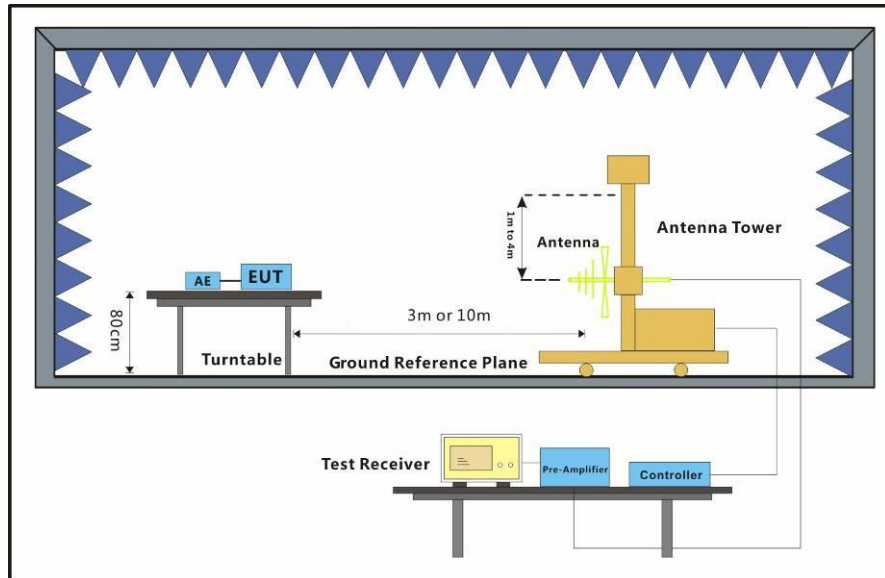 1m to 4m
Antenna
Antenna Tower
AE
EUT
80cm
3m or 10m
Turntable
Ground Reference Plane
Test Receiver
Pre-Amplifier
Controller